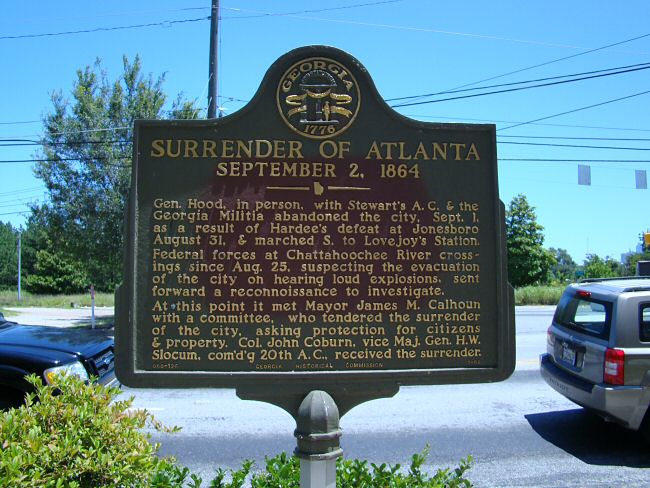 GEORGIA
1776
SURRENDER OF ATLANTA
SEPTEMBER 2, 1864
Gen. Hood, in person, with Stewart's A.C. & the
Georgia Militia abandoned the city, Sept. 1,
as a result of Hardee's defeat at Jonesboro
August 31, & marched S. to Lovejoy's Station.
Federal forces at Chattahoochee River cross-
ings since Aug. 25, suspecting the evacuation
of the city on hearing loud explosions, sent
forward a reconnoissance to investigate.
At this point it met Mayor James M. Calhoun
with a committee, who tendered the surrender
of the city, asking protection for citizens
& property. Col. John Coburn, vice Maj. Gen. H.W.
Slocum, com'd'g 20th A.C., received the surrender.
GEORGIA HISTORICAL COMMISSION